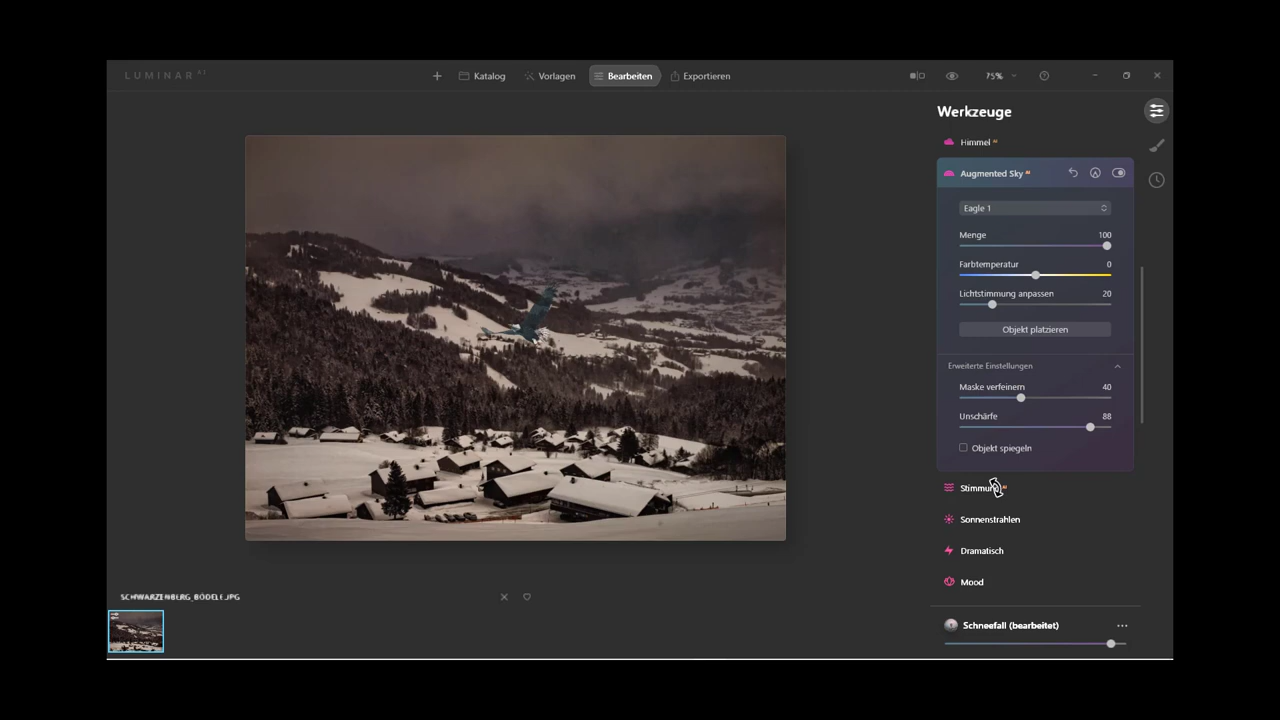 LUMINAR AI
Katalog
Vorlagen
Bearbeiten
Exportieren
75%
Werkzeuge
Himmel AI
Augmented Sky AI
Eagle 1
Menge 100
Farbtemperatur 0
Lichtstimmung anpassen 20
Objekt platzieren
Erweiterte Einstellungen
Maske verfeinern 40
Unschärfe 88
Objekt spiegeln
Stimmung AI
Sonnenstrahlen
Dramatisch
Mood
SCHWARZENBERG_BÖDELE.JPG
Schneefall (bearbeitet)